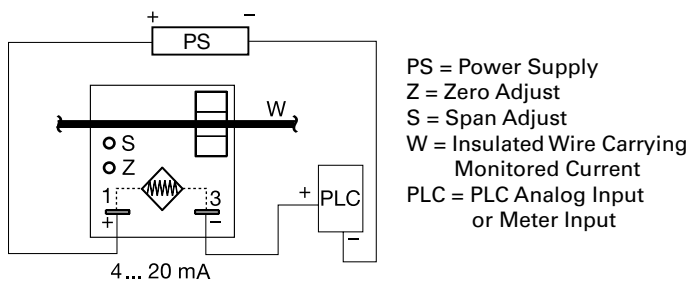 + −
PS
W
S
Z
1 3
+ −
+ PLC
−
4... 20 mA
PS = Power Supply
Z = Zero Adjust
S = Span Adjust
W = Insulated Wire Carrying
Monitored Current
PLC = PLC Analog Input
or Meter Input